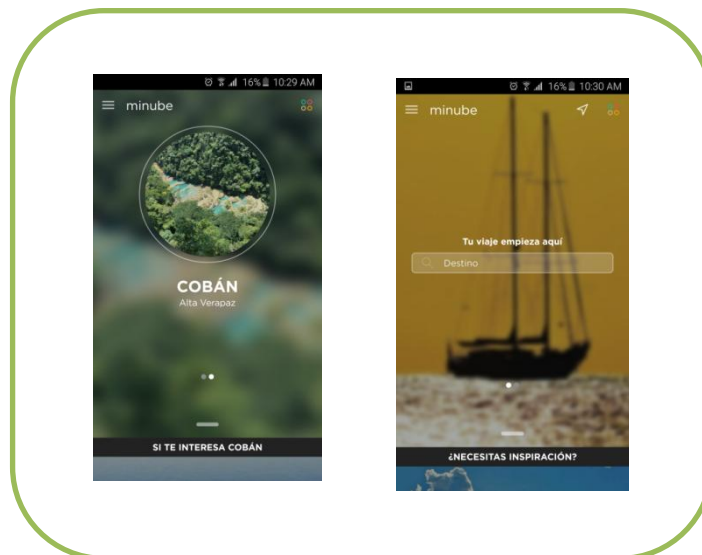 16% 10:29 AM
minube
COBÁN
Alta Verapaz
SI TE INTERESA COBÁN
16% 10:30 AM
minube
Tu viaje empieza aquí
Destino
¿NECESITAS INSPIRACIÓN?